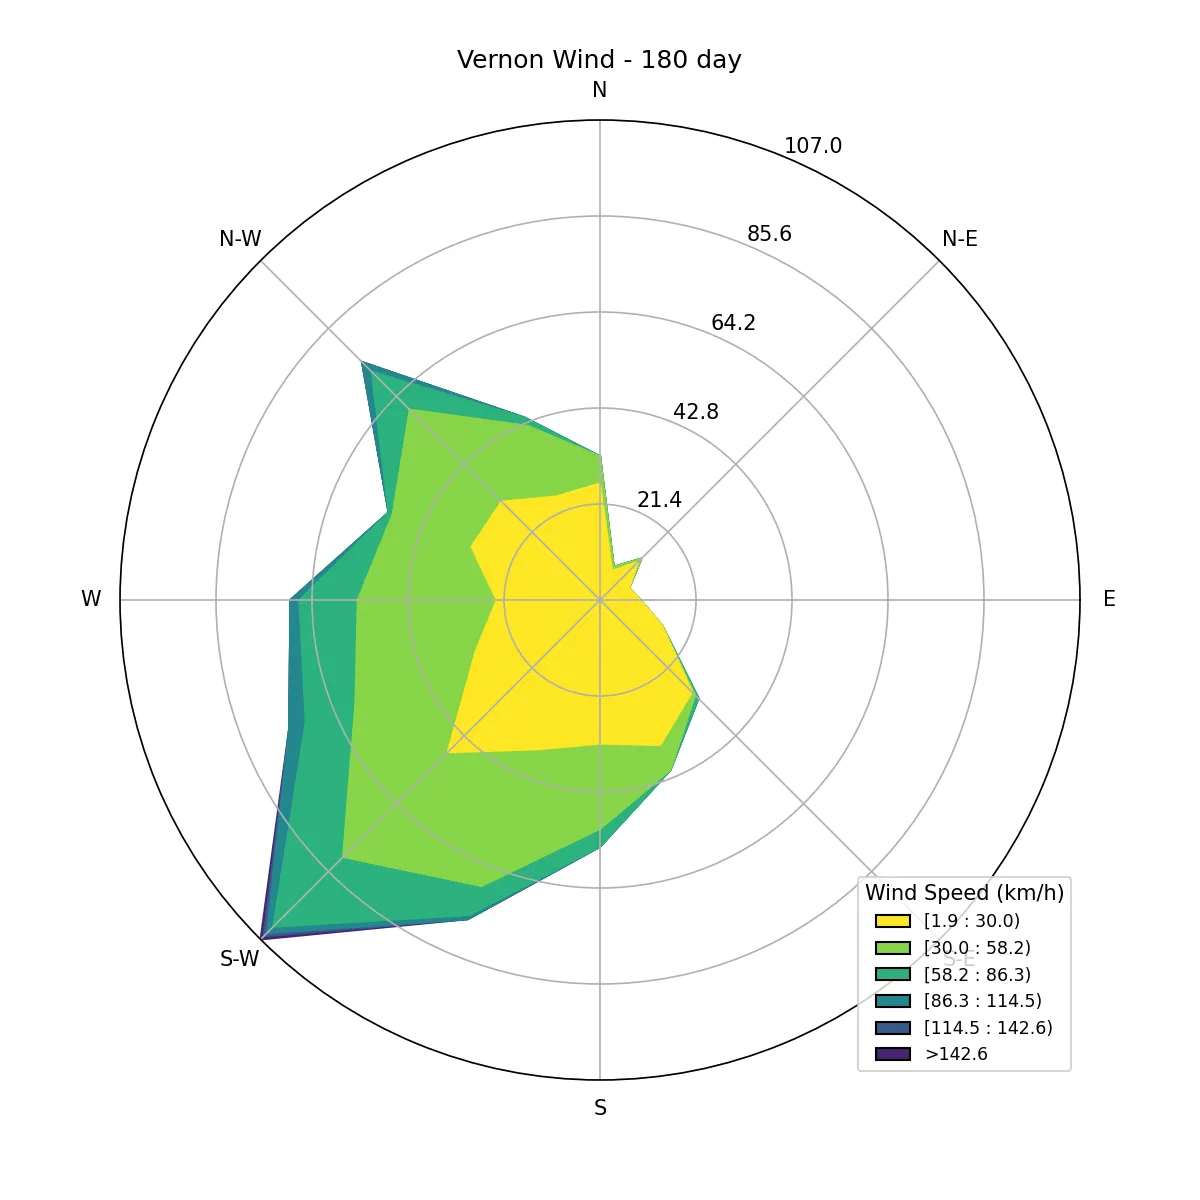 Vernon Wind - 180 day
N
107.0
85.6
N-W
N-E
64.2
42.8
21.4
W
E
Wind Speed (km/h)
[1.9 : 30.0)
[30.0 : 58.2)
S-W
S-E
[58.2 : 86.3)
[86.3 : 114.5)
[114.5 : 142.6)
>142.6
S